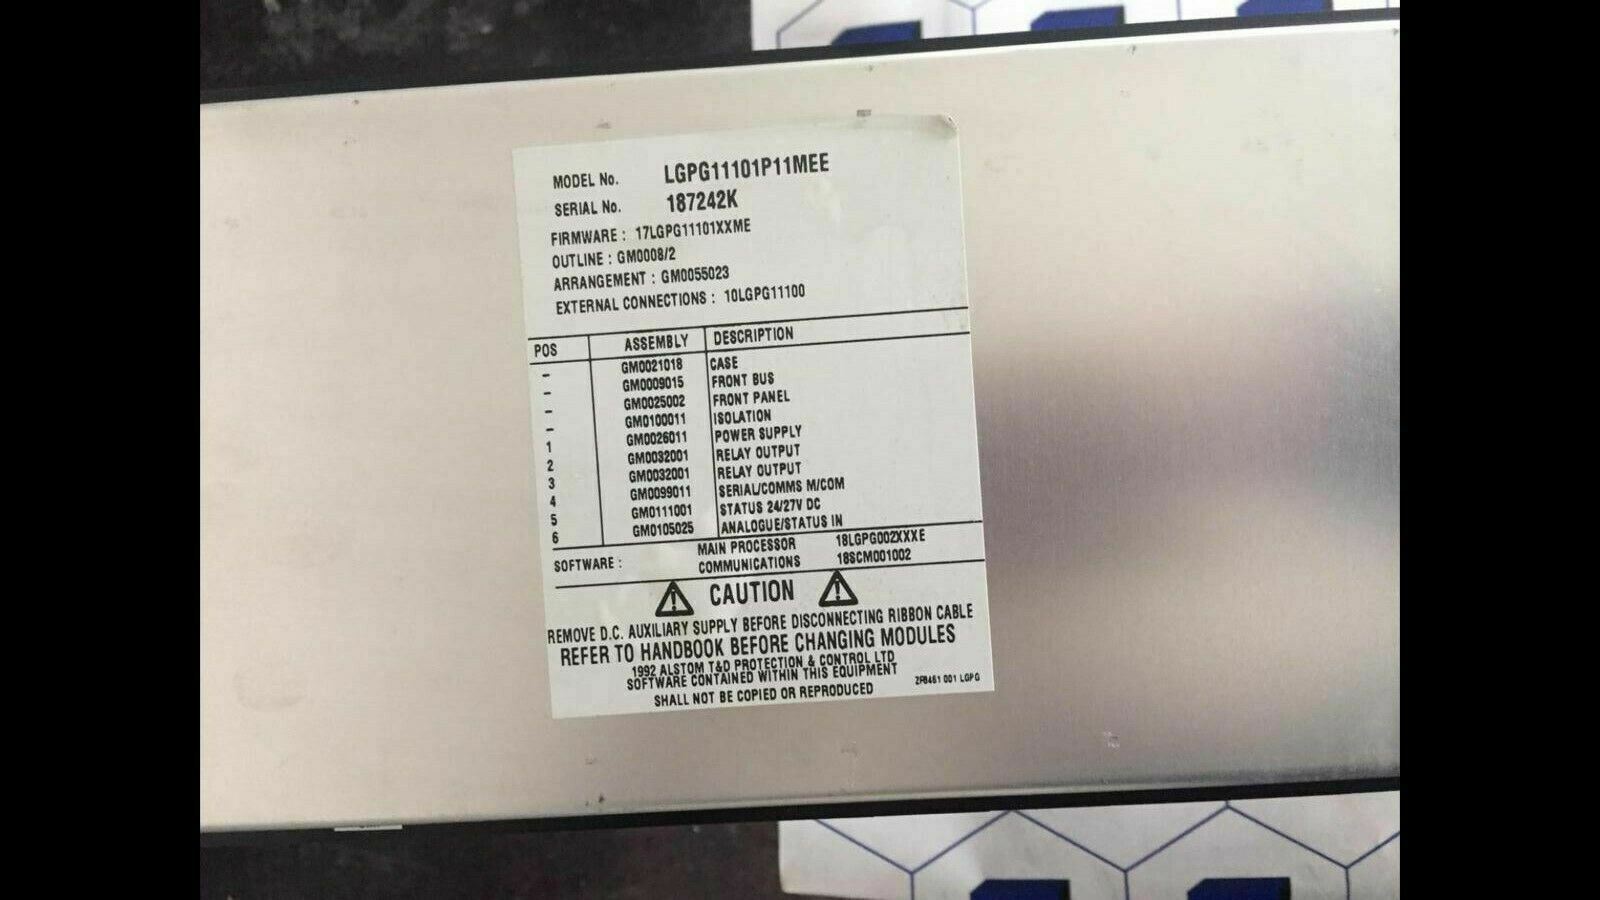 MODEL No. LGPG11101P11MEE
SERIAL No. 187242K
FIRMWARE : 17LGPG11101XXME
OUTLINE : GM0008/2
ARRANGEMENT : GM0055023
EXTERNAL CONNECTIONS : 10LGPG11100
POS ASSEMBLY DESCRIPTION
– GM0021018 CASE
– GM0009015 FRONT BUS
– GM0025002 FRONT PANEL
– GM0100011 ISOLATION
1 GM0026011 POWER SUPPLY
2 GM0032001 RELAY OUTPUT
3 GM0032001 RELAY OUTPUT
4 GM0099011 SERIAL/COMMS M/COM
5 GM0111001 STATUS 24/27V DC
6 GM0105025 ANALOGUE/STATUS IN
SOFTWARE : MAIN PROCESSOR 18LGPG002XXXE
COMMUNICATIONS 18SCM001002
CAUTION
REMOVE D.C. AUXILIARY SUPPLY BEFORE DISCONNECTING RIBBON CABLE
REFER TO HANDBOOK BEFORE CHANGING MODULES
1992 ALSTOM T&D PROTECTION & CONTROL LTD
SOFTWARE CONTAINED WITHIN THIS EQUIPMENT
SHALL NOT BE COPIED OR REPRODUCED
2F8461 001 LGPG